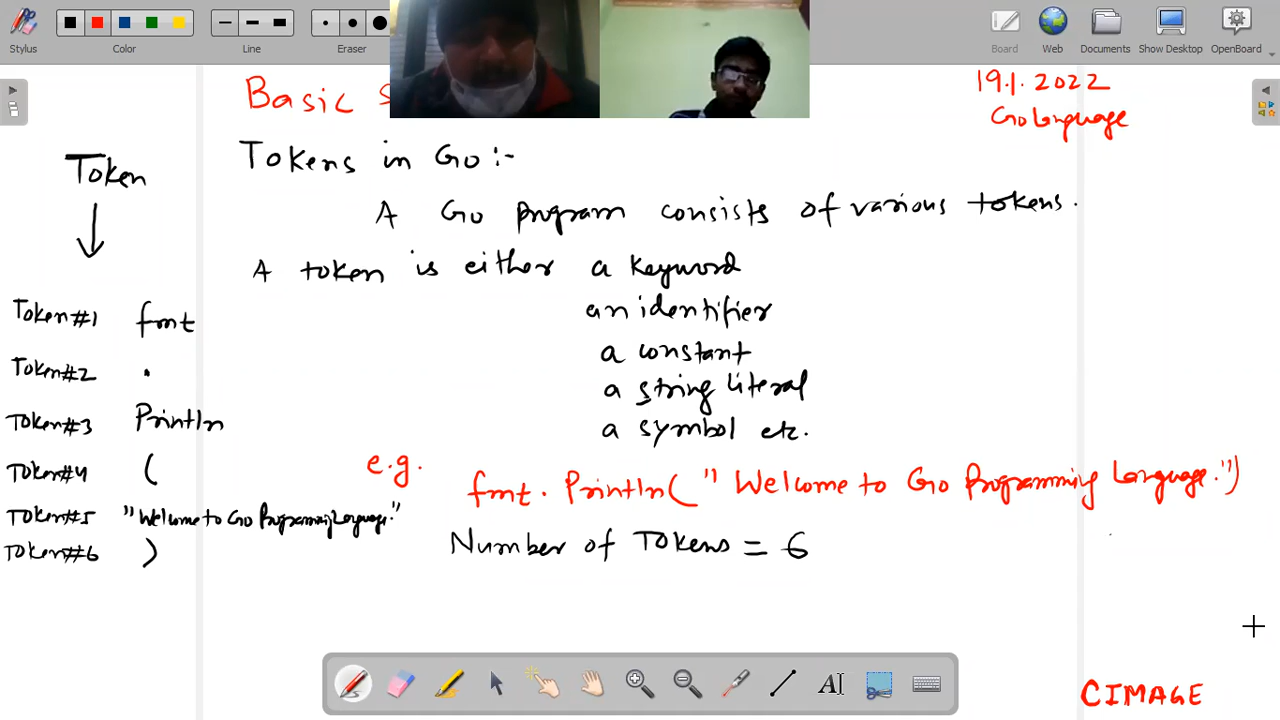 Stylus
Color
Line
Eraser
Board
Web
Documents
Show Desktop
OpenBoard
Basic
19.1.2022
Go Language
Tokens in Go :-
A Go program consists of various tokens.
A token is either a keyword
an identifier
a constant
a string literal
a symbol etc.
e.g. fmt. Println( "Welcome to Go Programming Language.")
Number of Tokens = 6
Token
Token#1 fmt
Token#2 .
Token#3 Println
Token#4 (
Token#5 "Welcome to Go Programming Language."
Token#6 )
CIMAGE